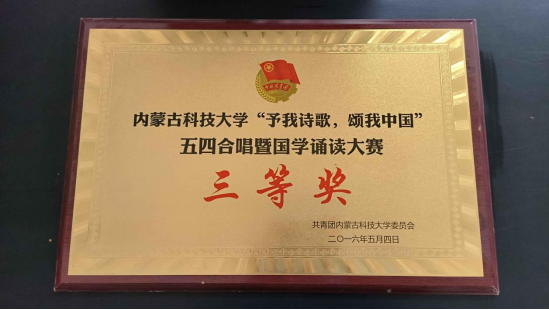 内蒙古科技大学“予我诗歌，颂我中国”
五四合唱暨国学诵读大赛
三等奖
共青团内蒙古科技大学委员会
二〇一六年五月四日